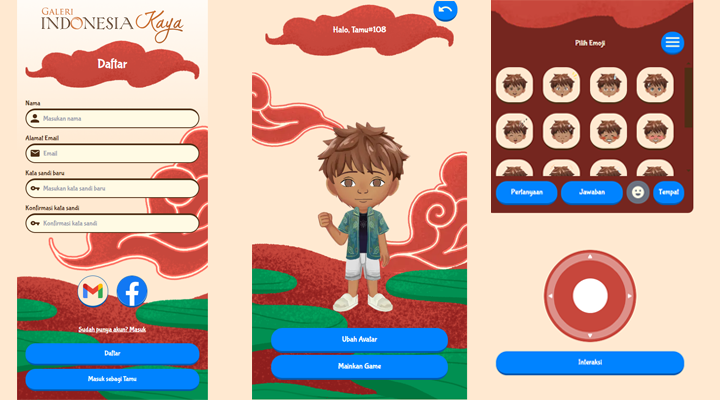 GALERI
INDONESIA Kaya
Daftar
Nama
Masukan nama
Alamat Email
Email
Kata sandi baru
Masukan kata sandi baru
Konfirmasi kata sandi
Konfirmasi kata sandi
Sudah punya akun? Masuk
Daftar
Masuk sebagai Tamu
Halo, Tamu#108
Ubah Avatar
Mainkan Game
Pilih Emoji
Pertanyaan
Jawaban
Tempat
Interaksi